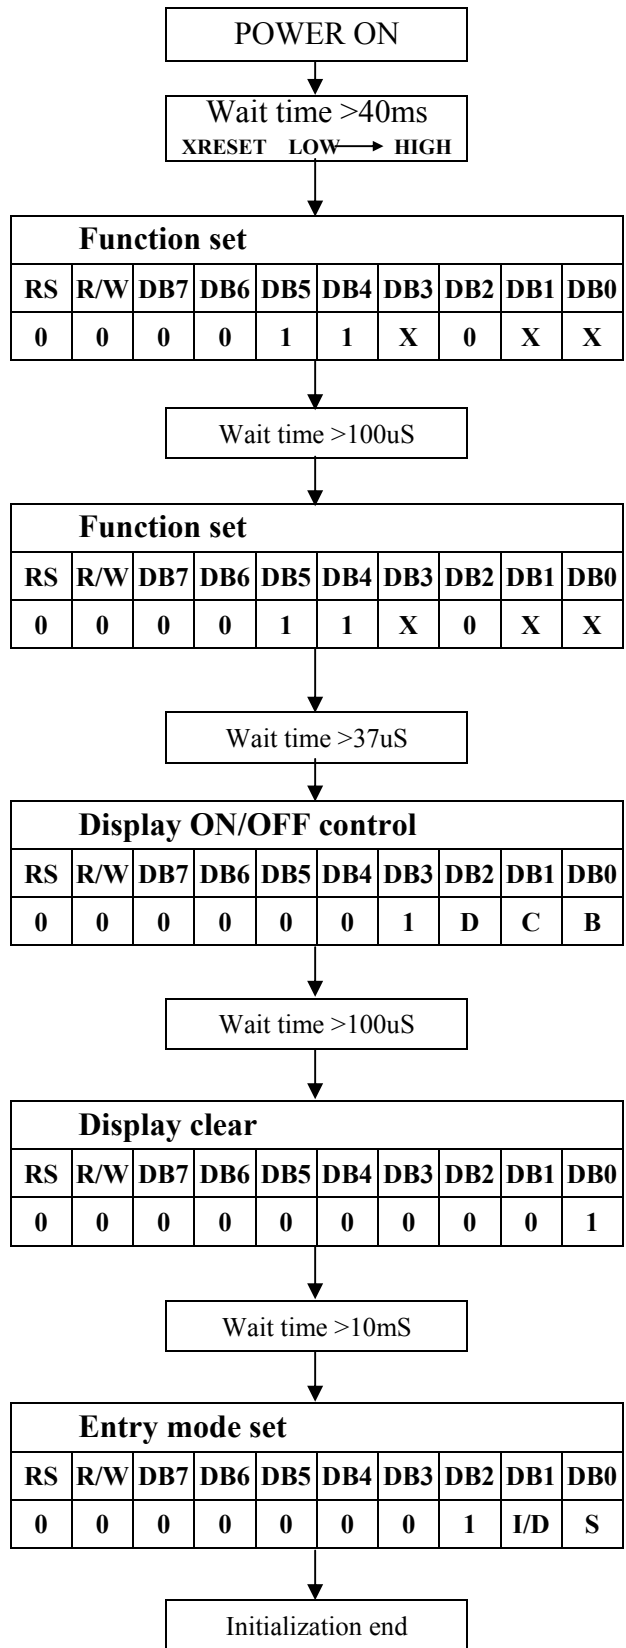 POWER ON
Wait time >40ms
XRESET LOW HIGH
Function set
RS R/W DB7 DB6 DB5 DB4 DB3 DB2 DB1 DB0
0 0 0 0 1 1 X 0 X X
Wait time >100uS
Function set
RS R/W DB7 DB6 DB5 DB4 DB3 DB2 DB1 DB0
0 0 0 0 1 1 X 0 X X
Wait time >37uS
Display ON/OFF control
RS R/W DB7 DB6 DB5 DB4 DB3 DB2 DB1 DB0
0 0 0 0 0 0 1 D C B
Wait time >100uS
Display clear
RS R/W DB7 DB6 DB5 DB4 DB3 DB2 DB1 DB0
0 0 0 0 0 0 0 0 0 1
Wait time >10mS
Entry mode set
RS R/W DB7 DB6 DB5 DB4 DB3 DB2 DB1 DB0
0 0 0 0 0 0 0 1 I/D S
Initialization end